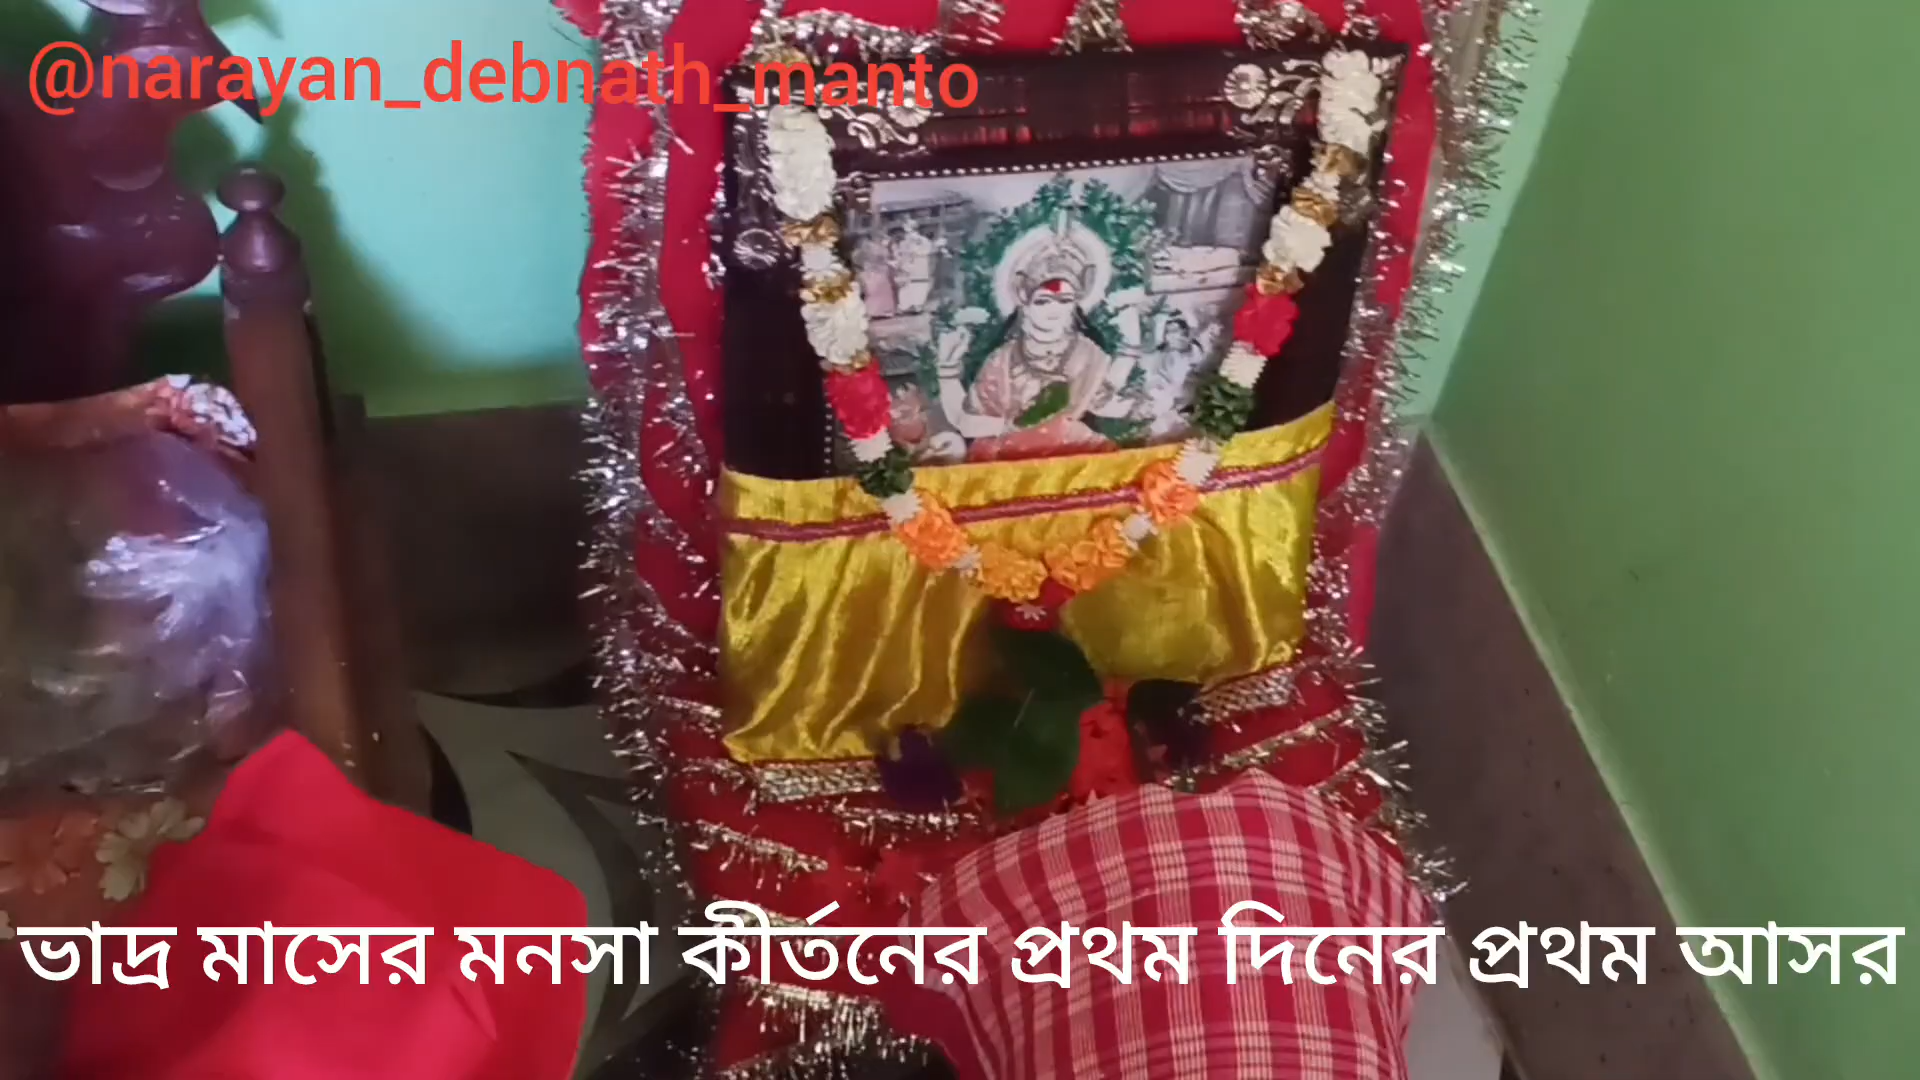 @narayan_debnath_manto
ভাদ্র মাসের মনসা কীর্তনের প্রথম দিনের প্রথম আসর